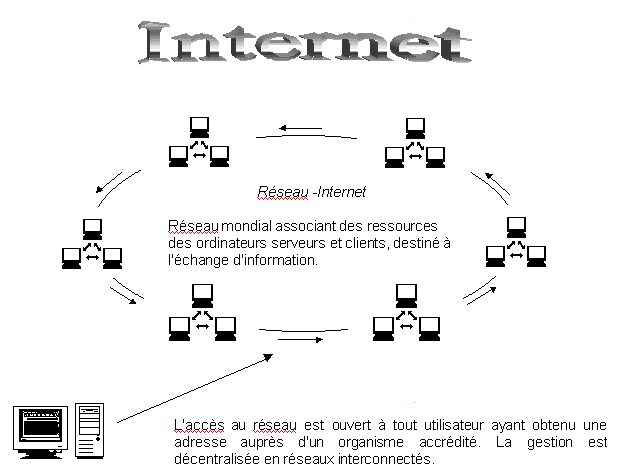 Internet
Réseau -Internet
Réseau mondial associant des ressources
des ordinateurs serveurs et clients, destiné à
l'échange d'information.
L'accès au réseau est ouvert à tout utilisateur ayant obtenu une
adresse auprès d'un organisme accrédité. La gestion est
décentralisée en réseaux interconnectés.